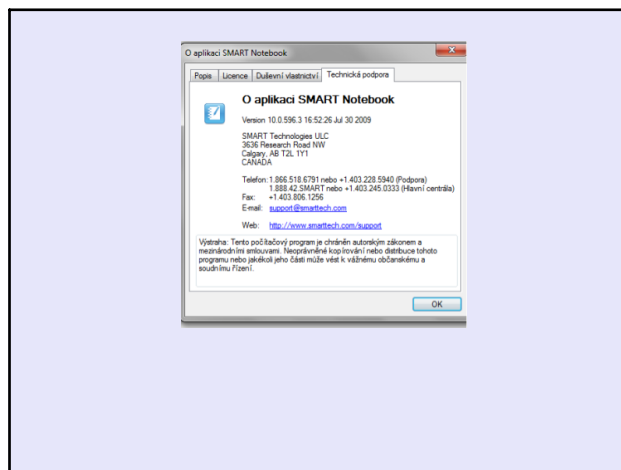 O aplikaci SMART Notebook
Popis Licence Duševní vlastnictví Technická podpora
O aplikaci SMART Notebook
Version 10.0.596.3 16:52:26 Jul 30 2009
SMART Technologies ULC
3636 Research Road NW
Calgary, AB T2L 1Y1
CANADA
Telefon: 1.866.518.6791 nebo +1.403.228.5940 (Podpora)
1.888.42.SMART nebo +1.403.245.0333 (Hlavní centrála)
Fax: +1.403.806.1256
E-mail: support@smarttech.com
Web: http://www.smarttech.com/support
Výstraha: Tento počítačový program je chráněn autorským zákonem a
mezinárodními smlouvami. Neoprávněné kopírování nebo distribuce tohoto
programu nebo jakékoli jeho části může vést k vážnému občanskému a
soudnímu řízení.
OK